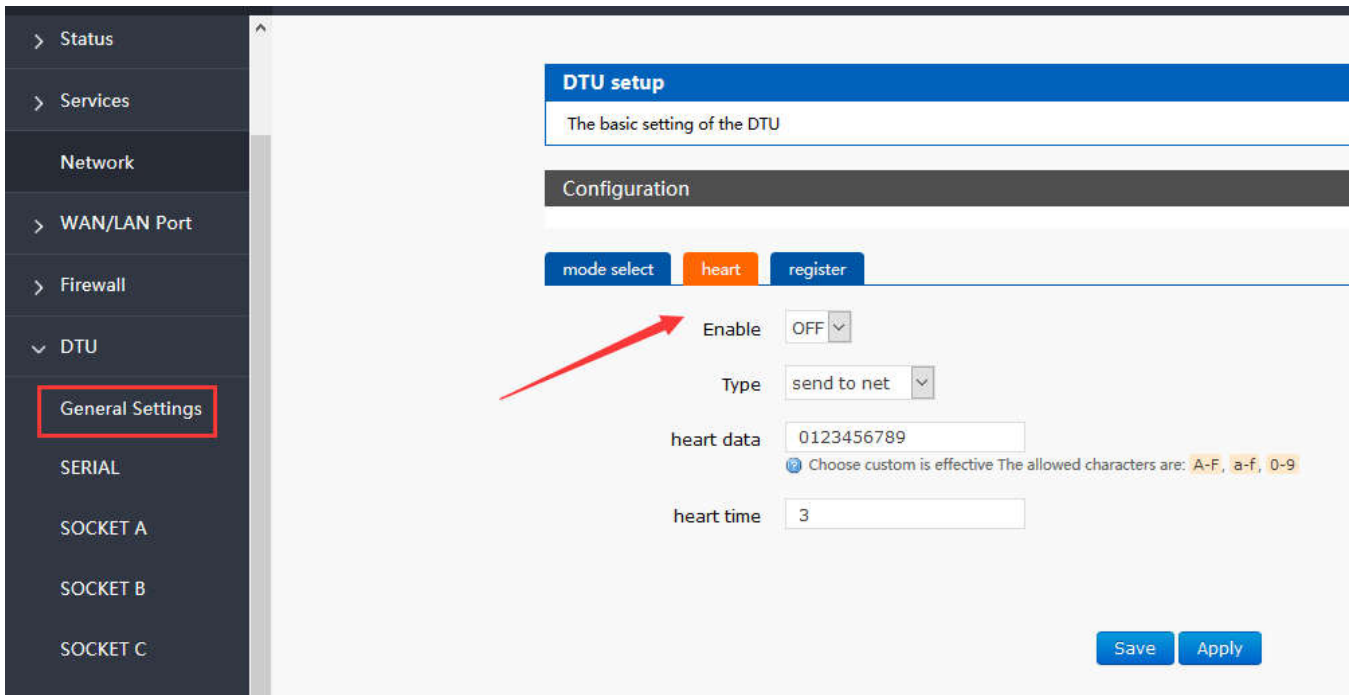 Status
Services
Network
WAN/LAN Port
Firewall
DTU
General Settings
SERIAL
SOCKET A
SOCKET B
SOCKET C
DTU setup
The basic setting of the DTU
Configuration
mode select heart register
Enable OFF
Type send to net
heart data 0123456789
Choose custom is effective The allowed characters are: A-F, a-f, 0-9
heart time 3
Save Apply